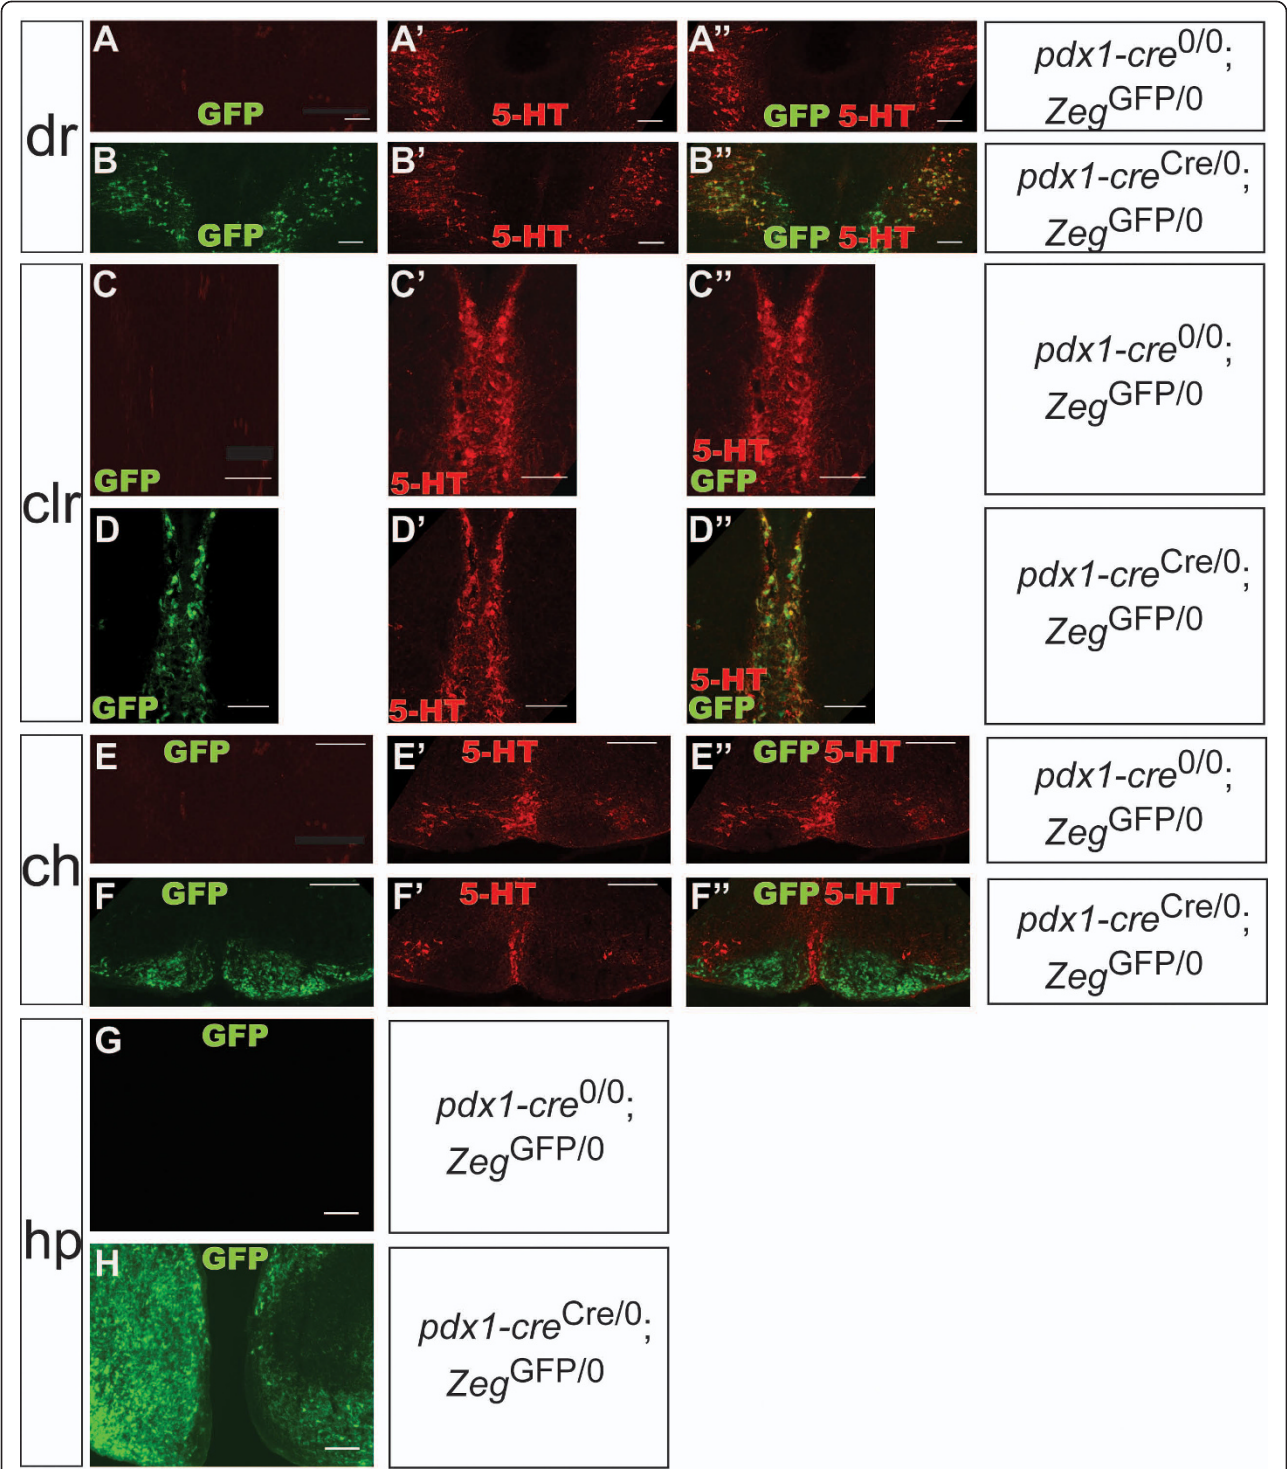 dr
A
GFP
A’
5-HT
A”
GFP 5-HT
pdx1-cre0/0;
ZegGFP/0
B
GFP
B’
5-HT
B”
GFP 5-HT
pdx1-creCre/0;
ZegGFP/0
clr
C
GFP
C’
5-HT
C”
5-HT
GFP
pdx1-cre0/0;
ZegGFP/0
D
GFP
D’
5-HT
D”
5-HT
GFP
pdx1-creCre/0;
ZegGFP/0
ch
E
GFP
E’
5-HT
E”
GFP 5-HT
pdx1-cre0/0;
ZegGFP/0
F
GFP
F’
5-HT
F”
GFP 5-HT
pdx1-creCre/0;
ZegGFP/0
hp
G
GFP
pdx1-cre0/0;
ZegGFP/0
H
GFP
pdx1-creCre/0;
ZegGFP/0